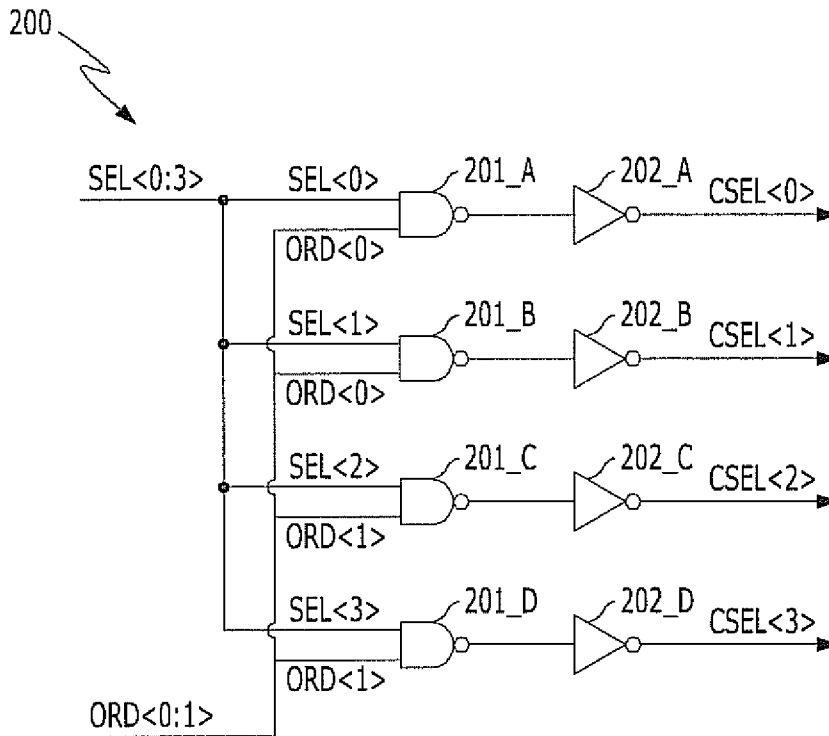 200
SEL<0:3>
SEL<0>
201_A
202_A
CSEL<0>
ORD<0>
SEL<1>
201_B
202_B
CSEL<1>
ORD<0>
SEL<2>
201_C
202_C
CSEL<2>
ORD<1>
SEL<3>
201_D
202_D
CSEL<3>
ORD<1>
ORD<0:1>